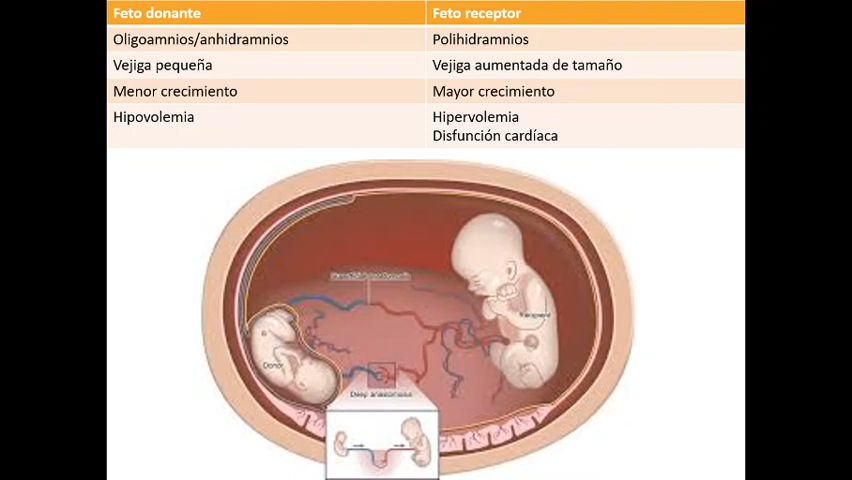 Feto donante Feto receptor
Oligoamnios/anhidramnios Polihidramnios
Vejiga pequeña Vejiga aumentada de tamaño
Menor crecimiento Mayor crecimiento
Hipovolemia Hipervolemia
Disfunción cardíaca
Recipient
Donor
Deep anastomosis